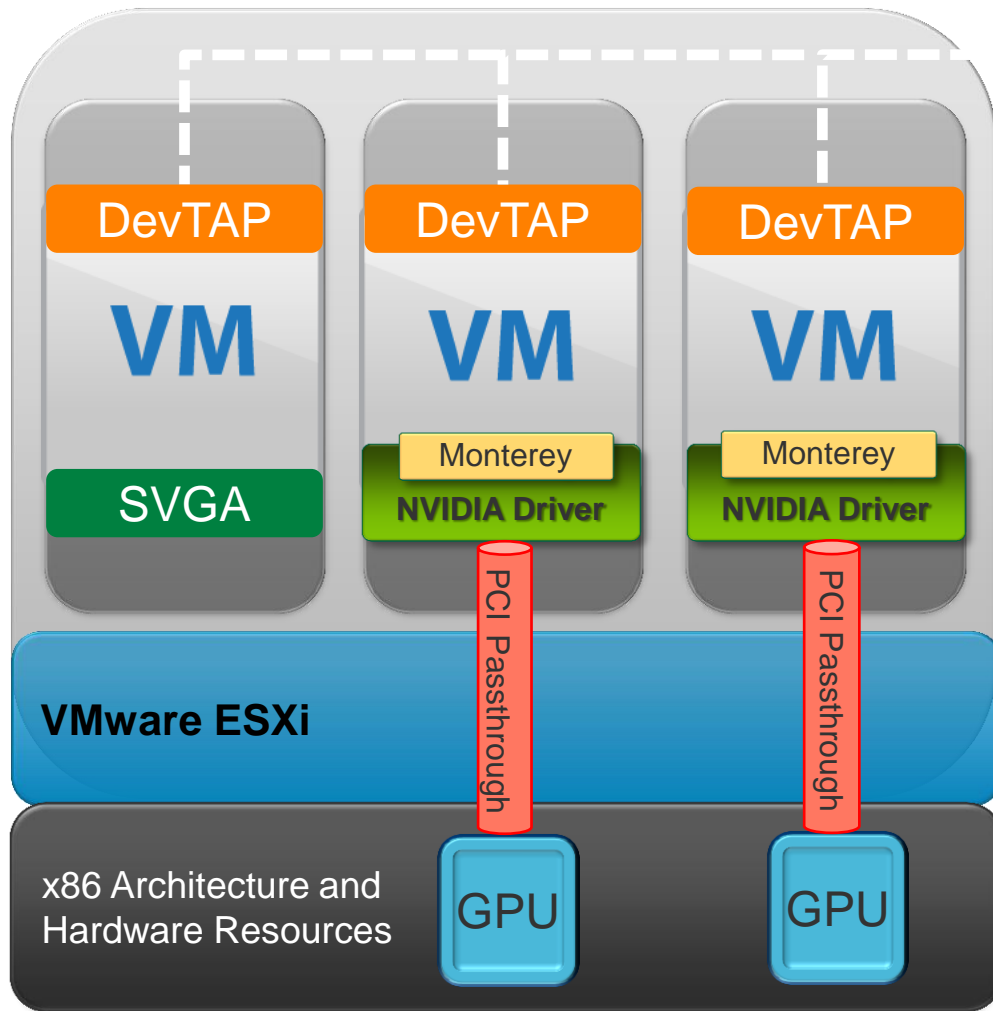 DevTAP
DevTAP
DevTAP
VM
VM
VM
Monterey
Monterey
SVGA
NVIDIA Driver
NVIDIA Driver
PCI Passthrough
PCI Passthrough
VMware ESXi
x86 Architecture and
Hardware Resources
GPU
GPU